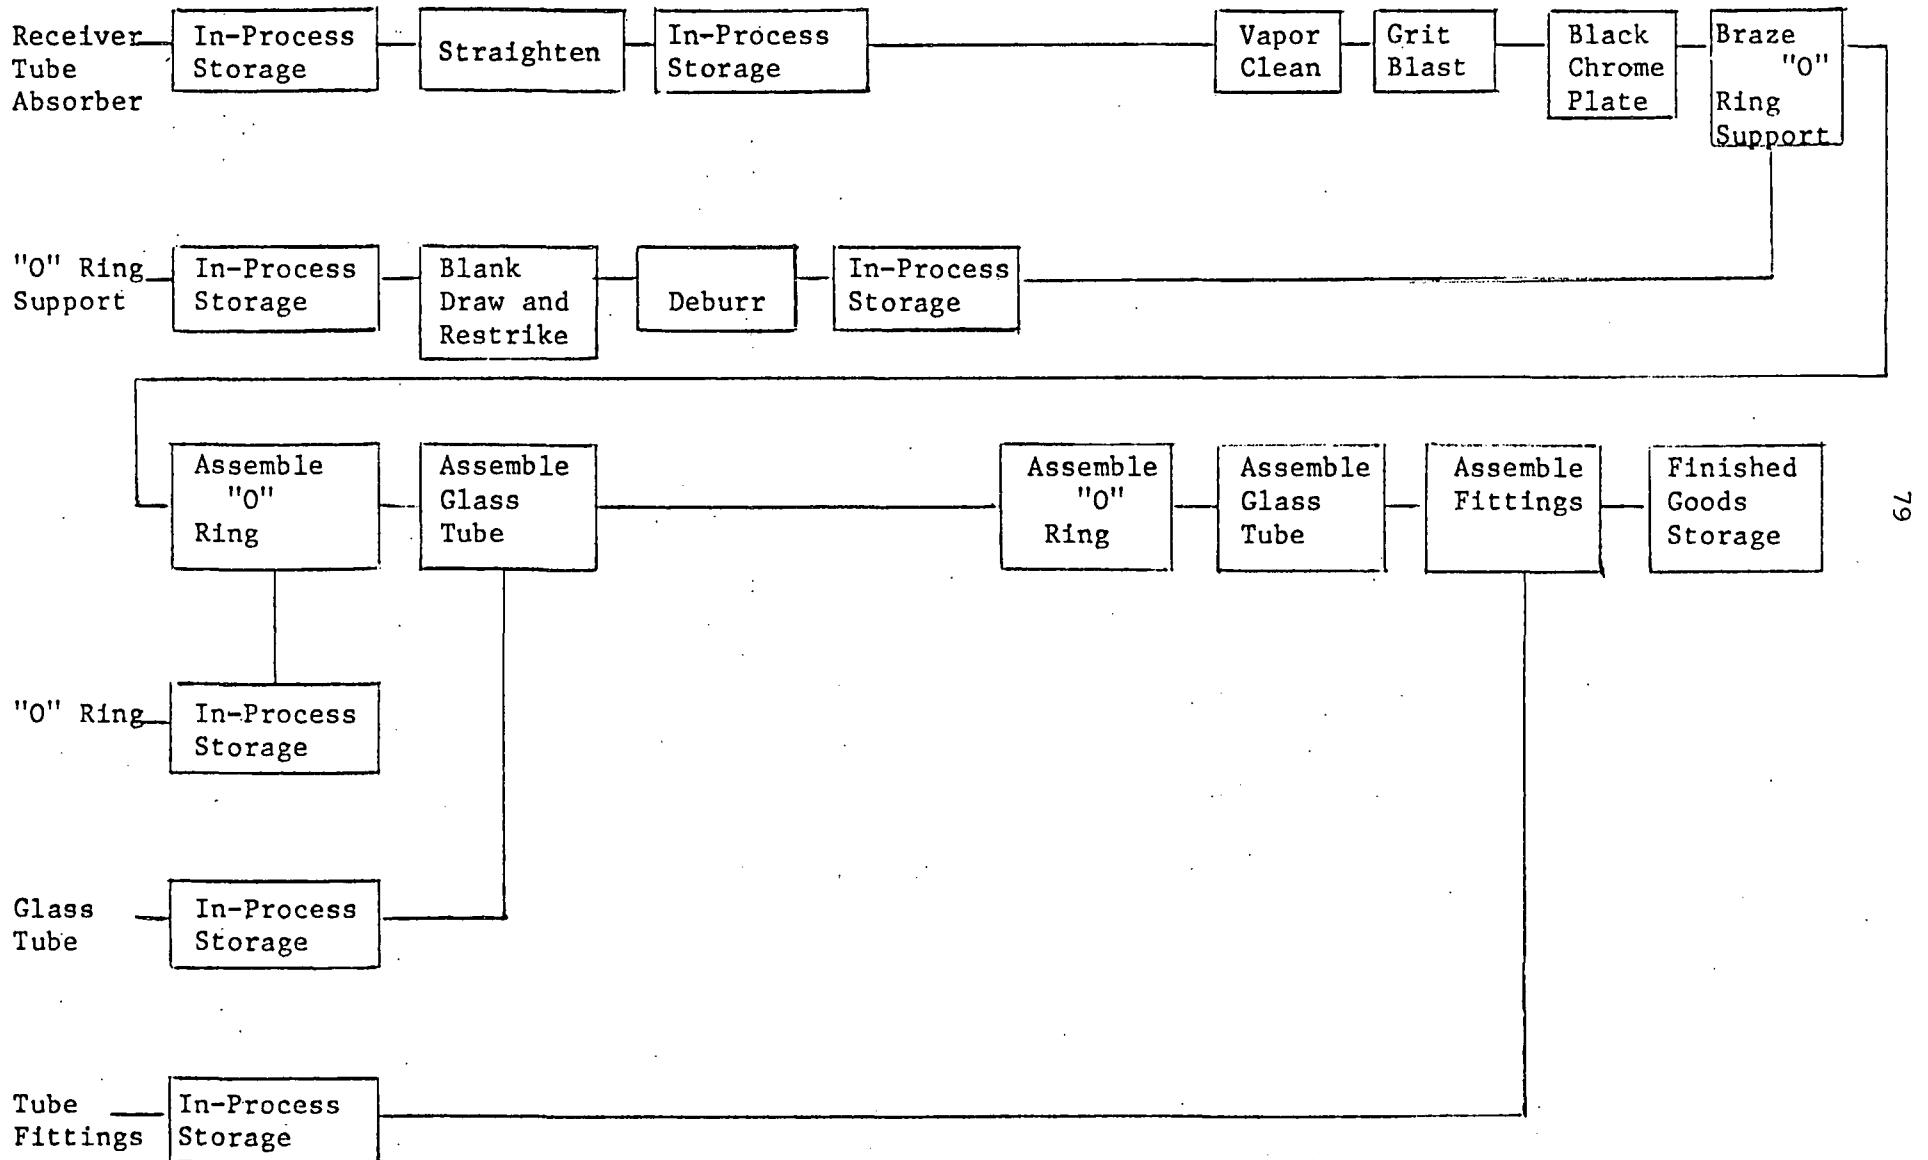 Receiver
Tube
Absorber
In-Process
Storage
Straighten
In-Process
Storage
Vapor
Clean
Grit
Blast
Black
Chrome
Plate
Braze
"O"
Ring
Support
"O" Ring
Support
In-Process
Storage
Blank
Draw and
Restrike
Deburr
In-Process
Storage
Assemble
"O"
Ring
Assemble
Glass
Tube
Assemble
"O"
Ring
Assemble
Glass
Tube
Assemble
Fittings
Finished
Goods
Storage
79
"O" Ring
In-Process
Storage
Glass
Tube
In-Process
Storage
Tube
Fittings
In-Process
Storage